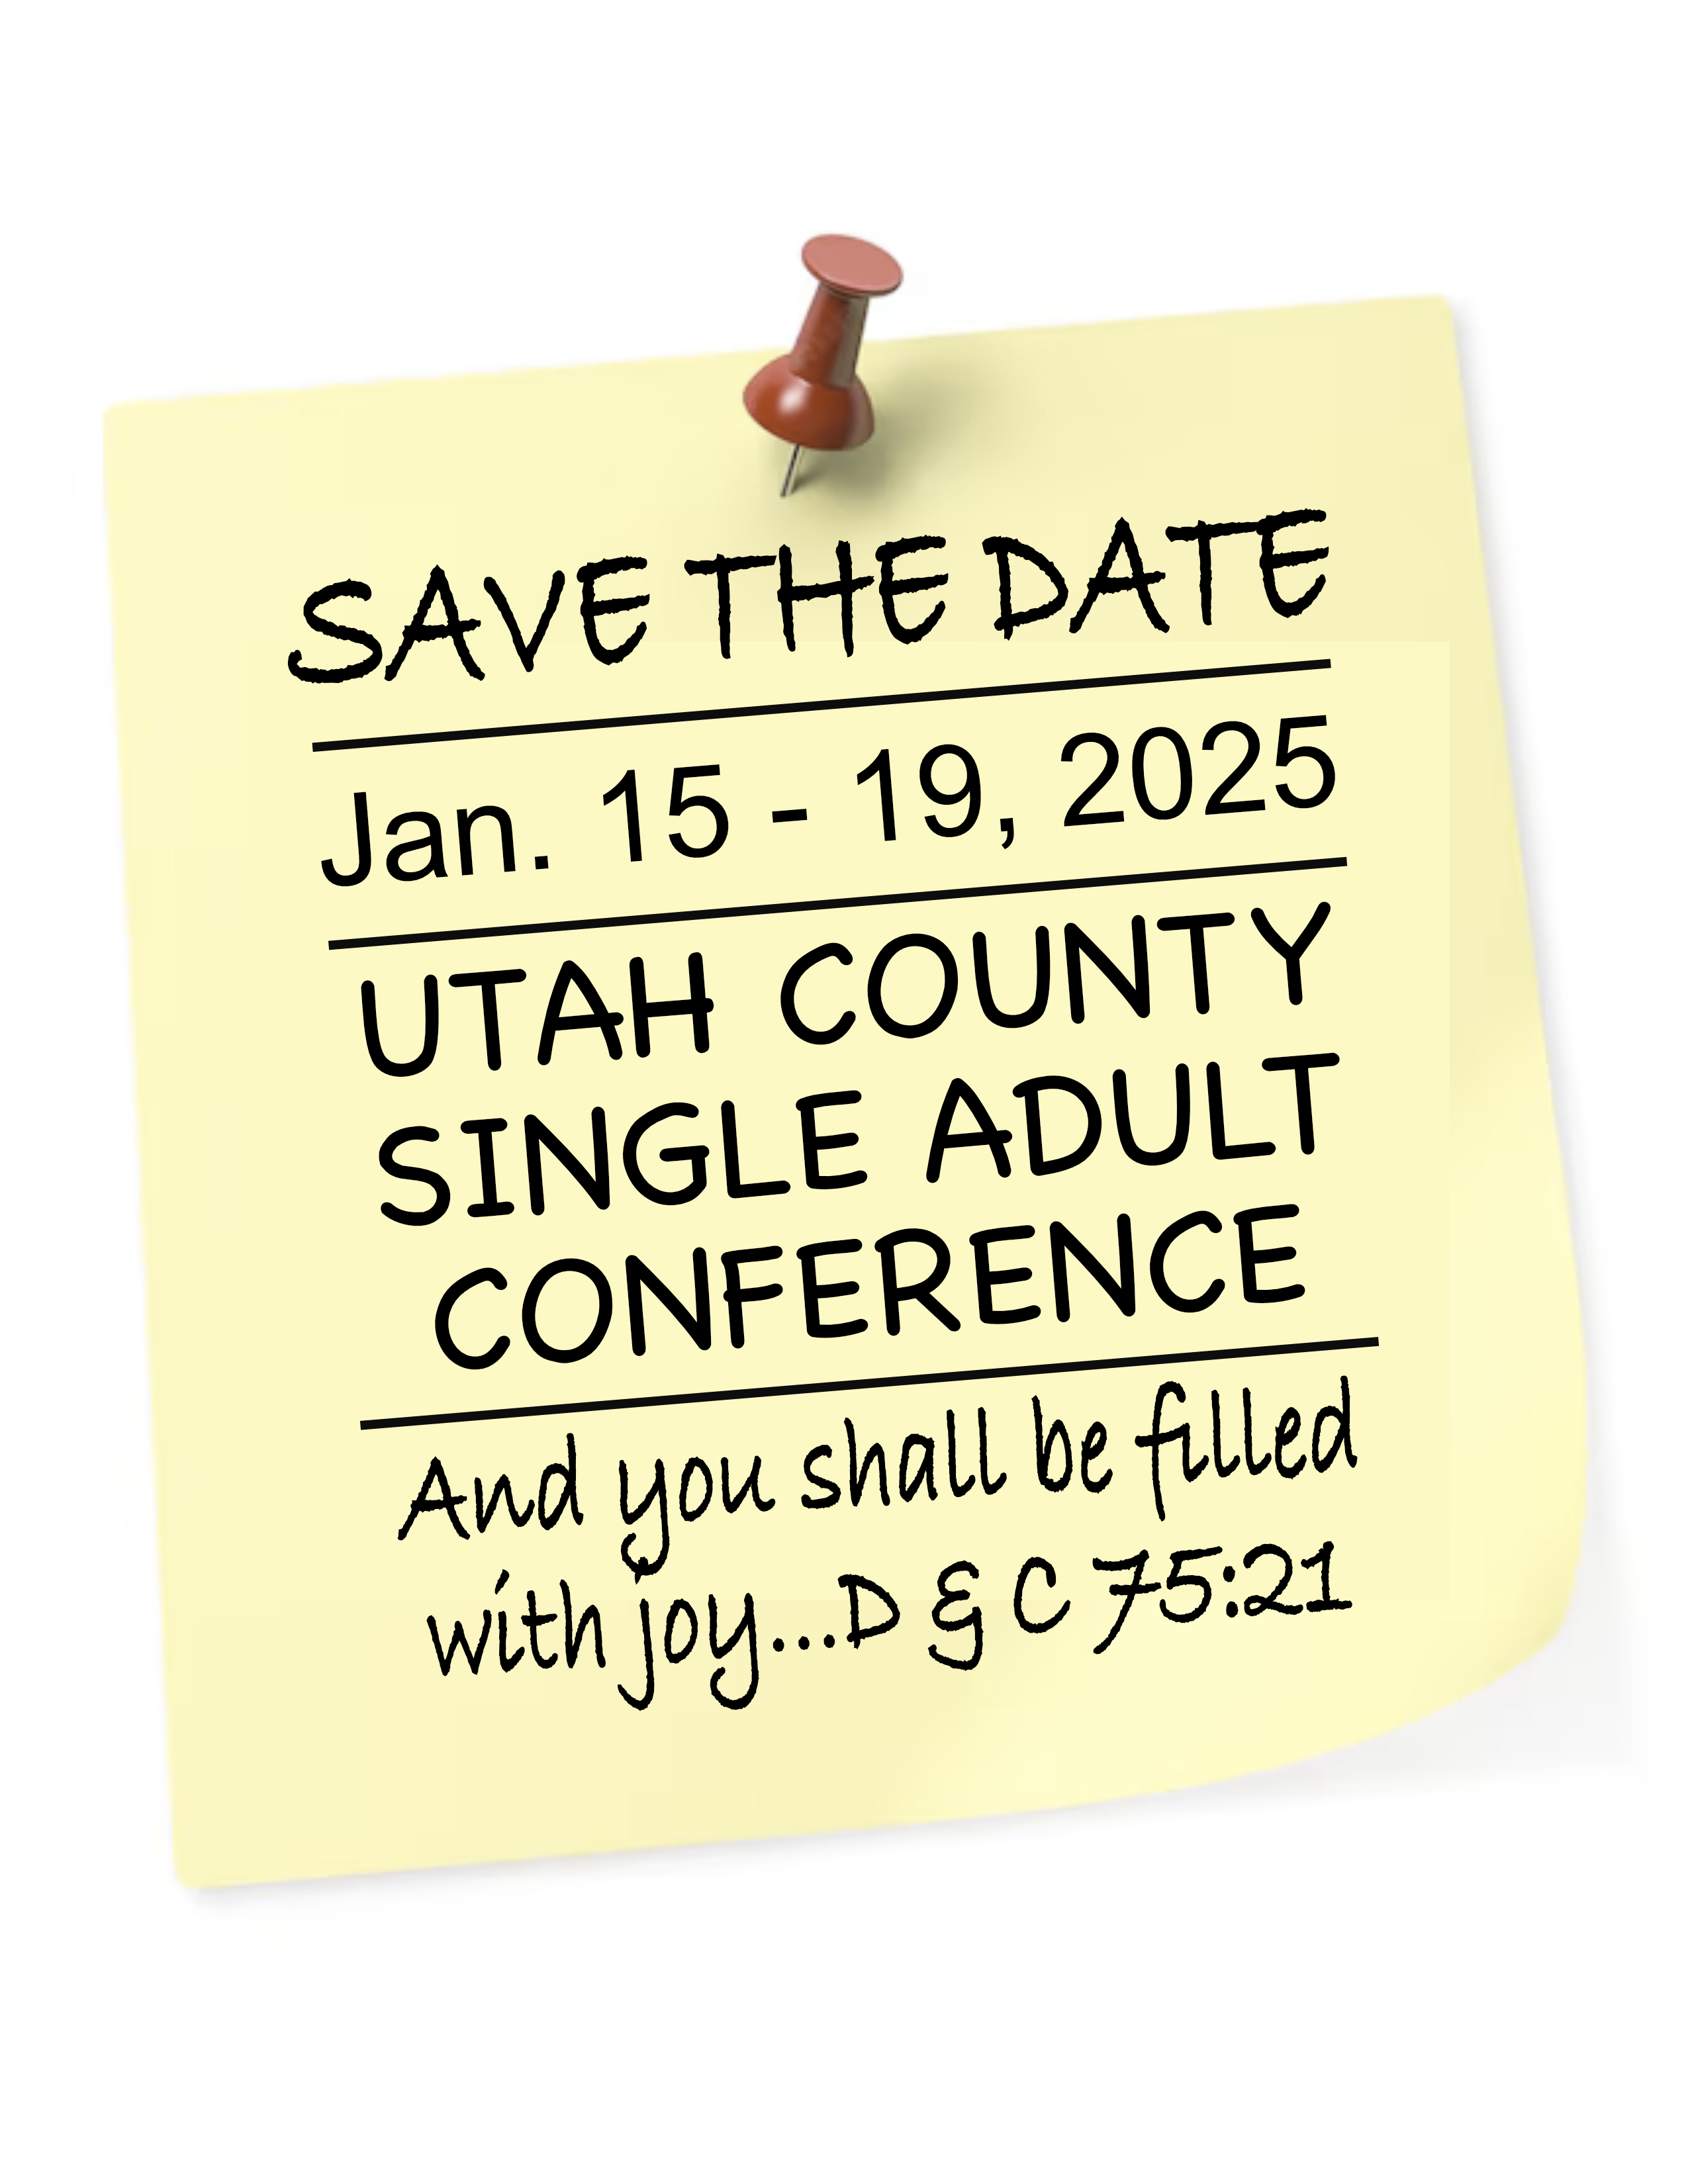 SAVE THE DATE
Jan. 15 - 19, 2025
UTAH COUNTY
SINGLE ADULT
CONFERENCE
And you shall be filled
with joy...D & C 75:21